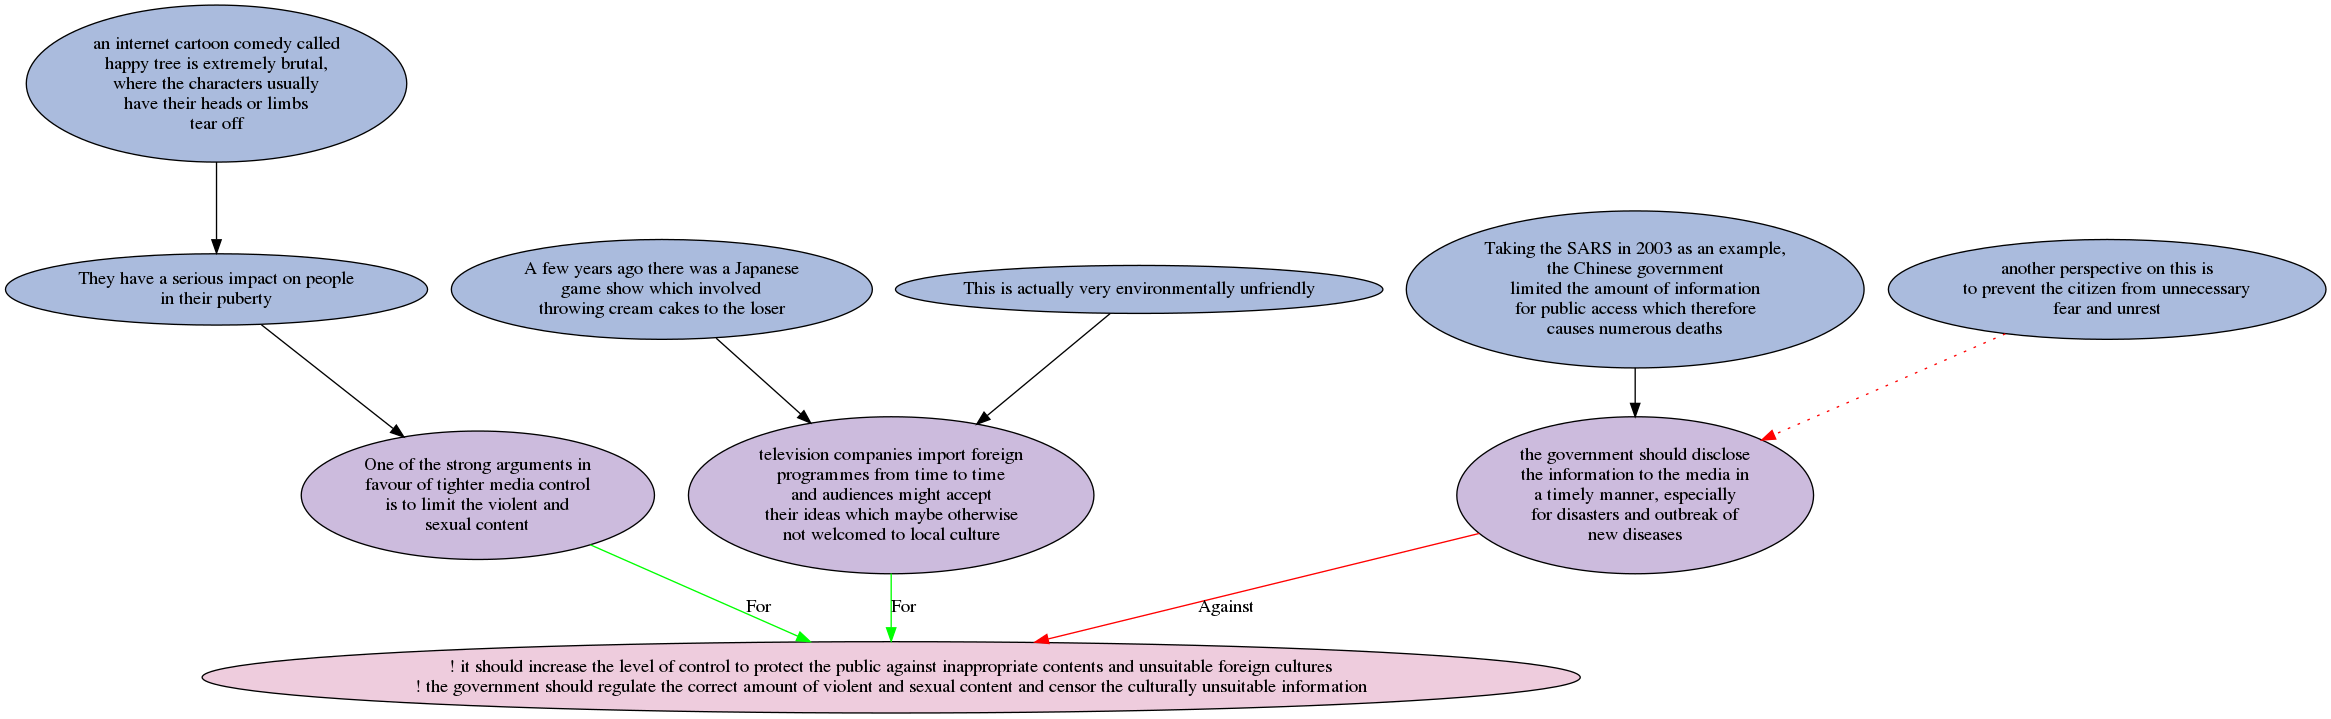 an internet cartoon comedy called
happy tree is extremely brutal,
where the characters usually
have their heads or limbs
tear off
They have a serious impact on people
in their puberty
A few years ago there was a Japanese
game show which involved
throwing cream cakes to the loser
This is actually very environmentally unfriendly
Taking the SARS in 2003 as an example,
the Chinese government
limited the amount of information
for public access which therefore
causes numerous deaths
another perspective on this is
to prevent the citizen from unnecessary
fear and unrest
One of the strong arguments in
favour of tighter media control
is to limit the violent and
sexual content
television companies import foreign
programmes from time to time
and audiences might accept
their ideas which maybe otherwise
not welcomed to local culture
the government should disclose
the information to the media in
a timely manner, especially
for disasters and outbreak of
new diseases
For
For
Against
! it should increase the level of control to protect the public against inappropriate contents and unsuitable foreign cultures
! the government should regulate the correct amount of violent and sexual content and censor the culturally unsuitable information